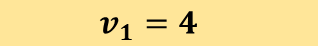 v₁ = 4